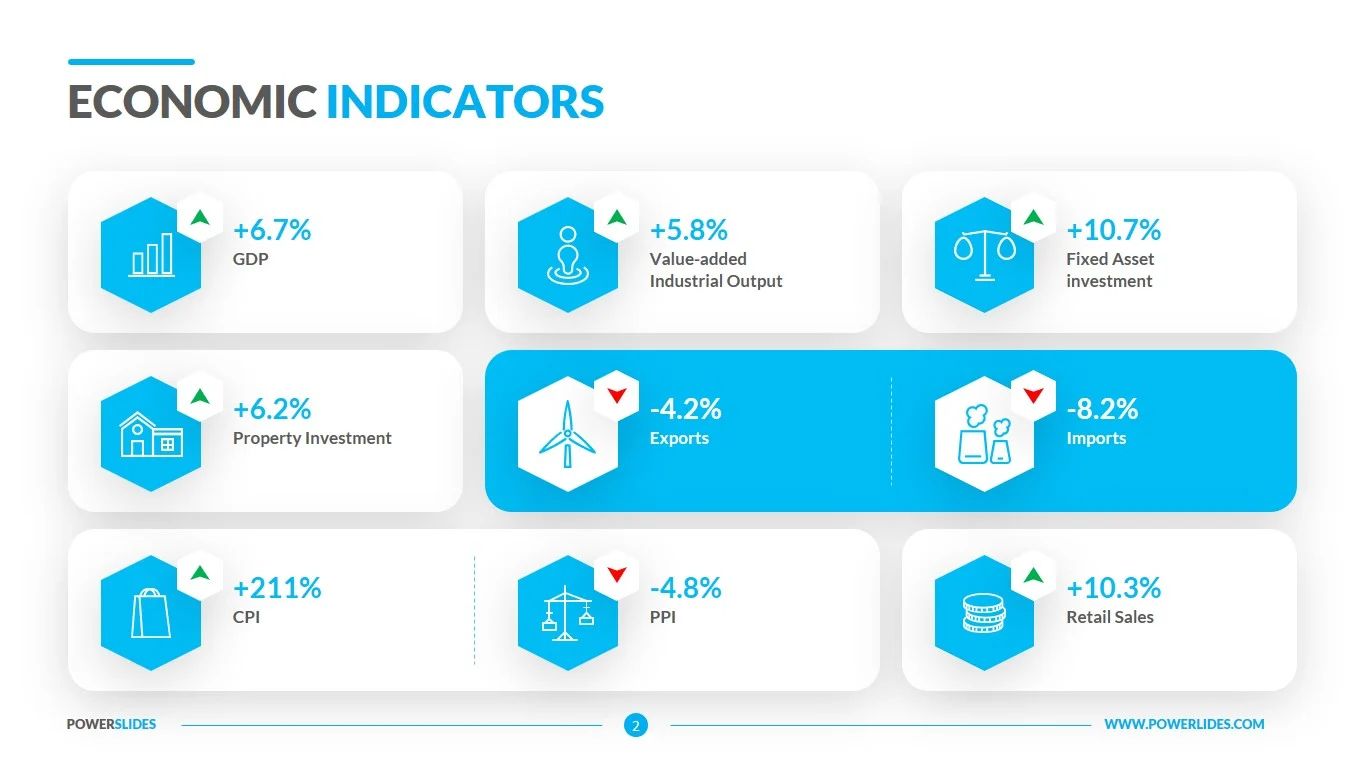 ECONOMIC INDICATORS
+6.7%
GDP
+5.8%
Value-added
Industrial Output
+10.7%
Fixed Asset
investment
+6.2%
Property Investment
-4.2%
Exports
-8.2%
Imports
+211%
CPI
-4.8%
PPI
+10.3%
Retail Sales
POWERSLIDES
2
WWW.POWERLIDES.COM